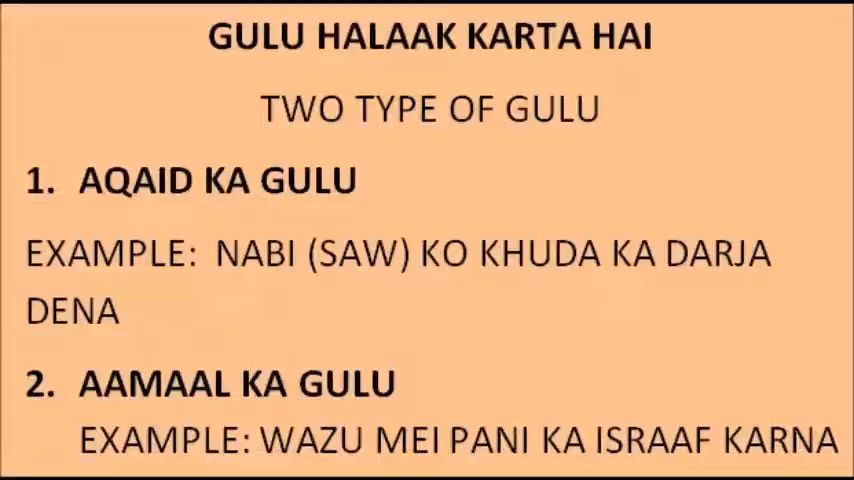 GULU HALAAK KARTA HAI
TWO TYPE OF GULU
1. AQAID KA GULU
EXAMPLE: NABI (SAW) KO KHUDA KA DARJA
DENA
2. AAMAAL KA GULU
EXAMPLE: WAZU MEI PANI KA ISRAAF KARNA